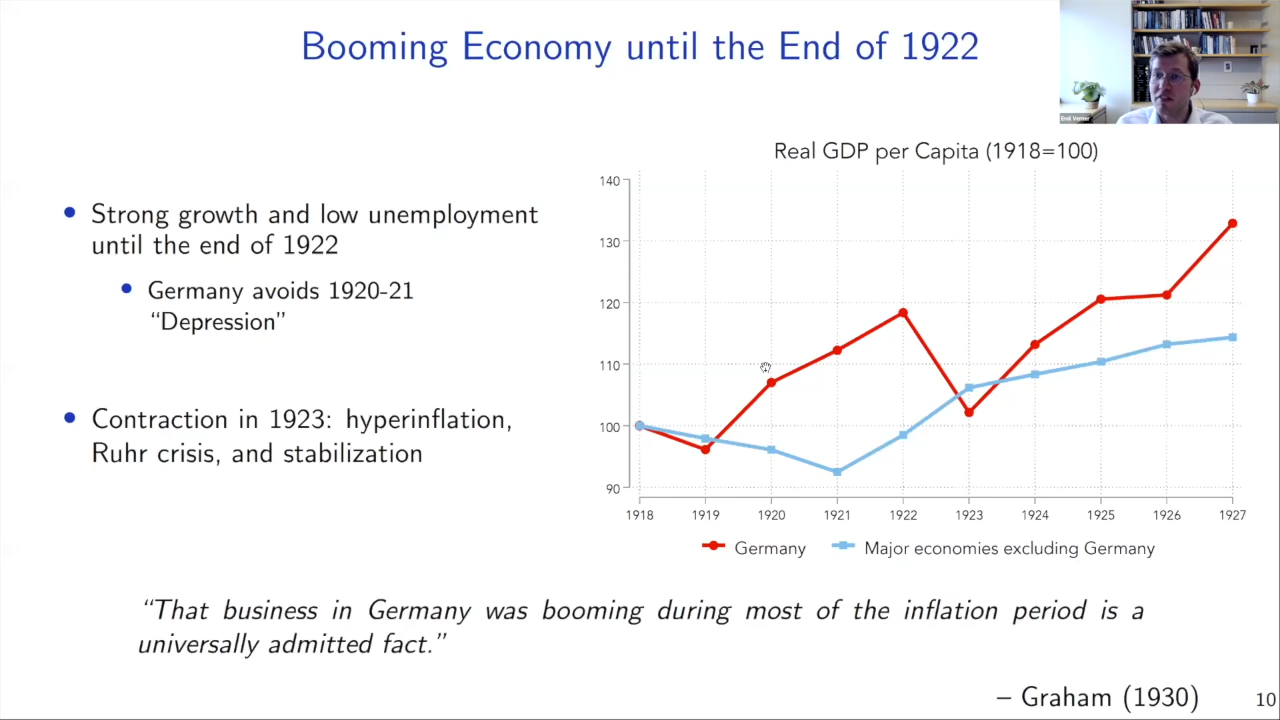 Booming Economy until the End of 1922
Emil Verner
• Strong growth and low unemployment
until the end of 1922
• Germany avoids 1920-21
“Depression”
• Contraction in 1923: hyperinflation,
Ruhr crisis, and stabilization
Real GDP per Capita (1918=100)
140
130
120
110
100
90
1918 1919 1920 1921 1922 1923 1924 1925 1926 1927
Germany Major economies excluding Germany
“That business in Germany was booming during most of the inflation period is a
universally admitted fact.”
– Graham (1930)
10